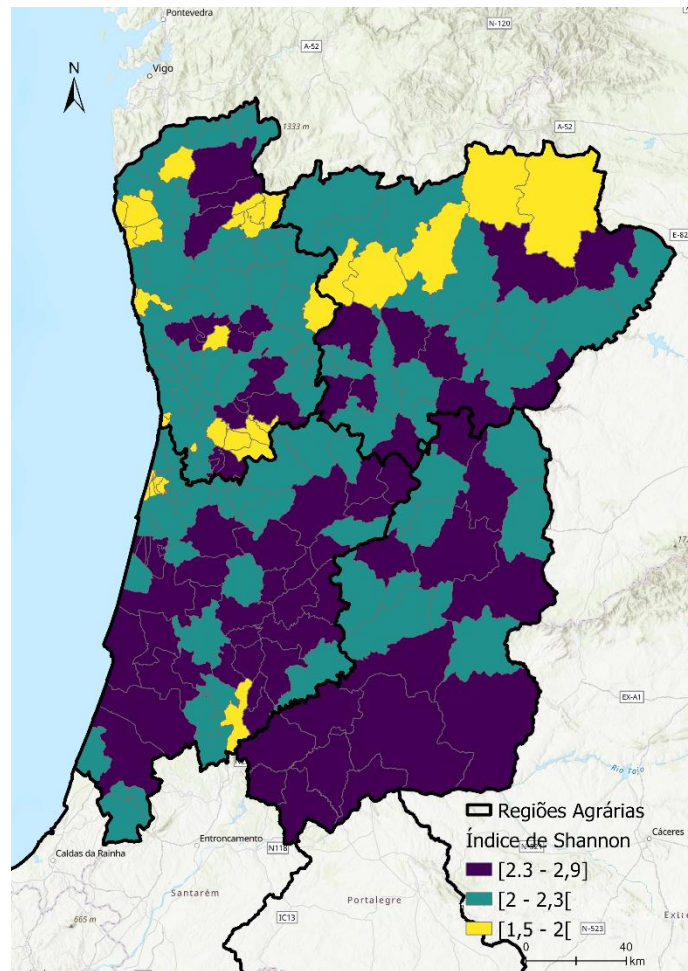 Pontevedra
N-120
A-52
Vigo
N
1333 m
A-52
E-82
EX-A1
Rio Tajo
Regiões Agrárias
Índice de Shannon
Entroncamento
N118
Cáceres
[2.3 - 2,9]
Caldas da Rainha
[2 - 2,3[
Santarém
Portalegre
665 m
IC13
[1,5 - 2[
N-523
0 40
km